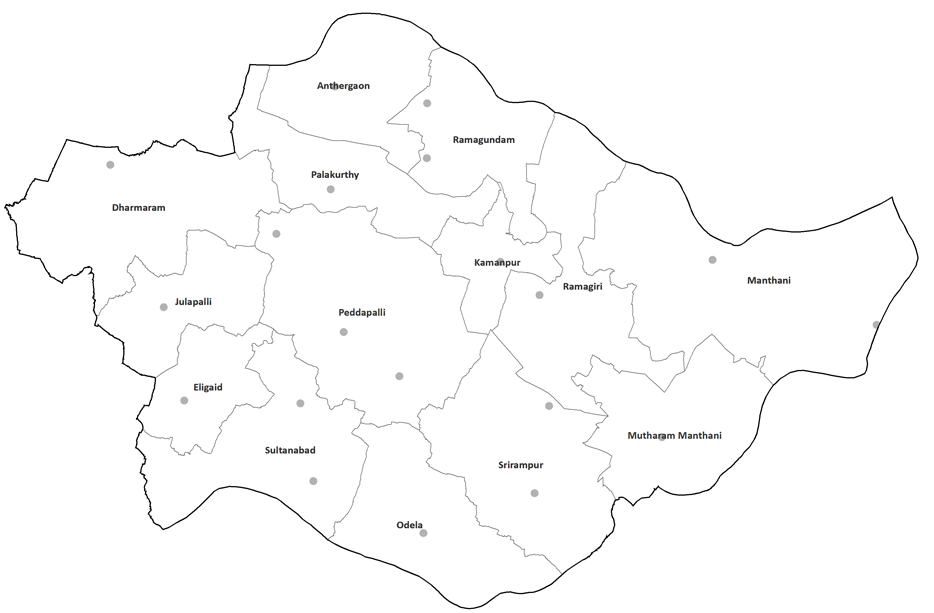 Anthergaon
Ramagundam
Palakurthy
Dharmaram
Kamanpur
Manthani
Ramagiri
Julapalli
Peddapalli
Eligaid
Mutharam Manthani
Sultanabad
Srirampur
Odela